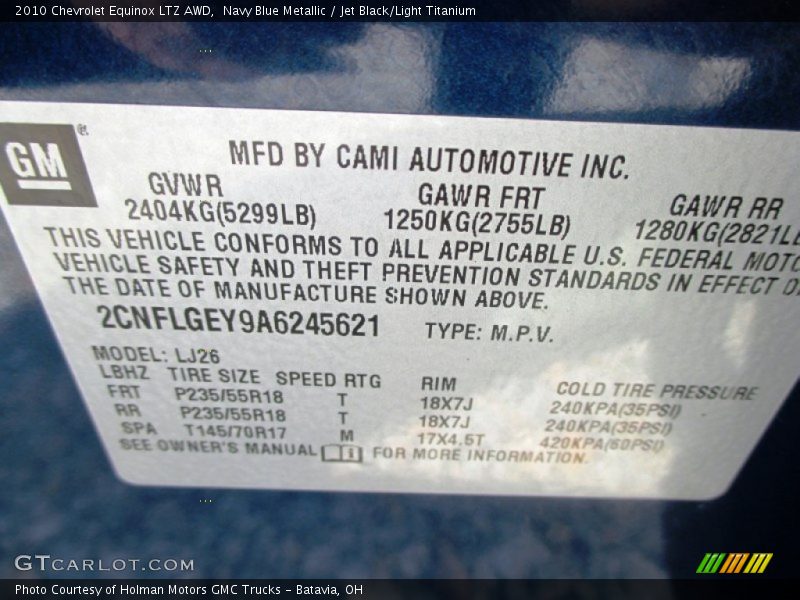 2010 Chevrolet Equinox LTZ AWD, Navy Blue Metallic / Jet Black/Light Titanium
GM®
MFD BY CAMI AUTOMOTIVE INC.
GVWR GAWR FRT GAWR RR
2404KG(5299LB) 1250KG(2755LB) 1280KG(2821LB
THIS VEHICLE CONFORMS TO ALL APPLICABLE U.S. FEDERAL MOTO
VEHICLE SAFETY AND THEFT PREVENTION STANDARDS IN EFFECT O
THE DATE OF MANUFACTURE SHOWN ABOVE.
2CNFLGEY9A6245621 TYPE: M.P.V.
MODEL: LJ26
LBHZ TIRE SIZE SPEED RTG RIM COLD TIRE PRESSURE
FRT P235/55R18 T 18X7J 240KPA(35PSI)
RR P235/55R18 T 18X7J 240KPA(35PSI)
SPA T145/70R17 M 17X4.5T 420KPA(60PSI)
SEE OWNER'S MANUAL FOR MORE INFORMATION.
GTCARLOT.COM
Photo Courtesy of Holman Motors GMC Trucks - Batavia, OH